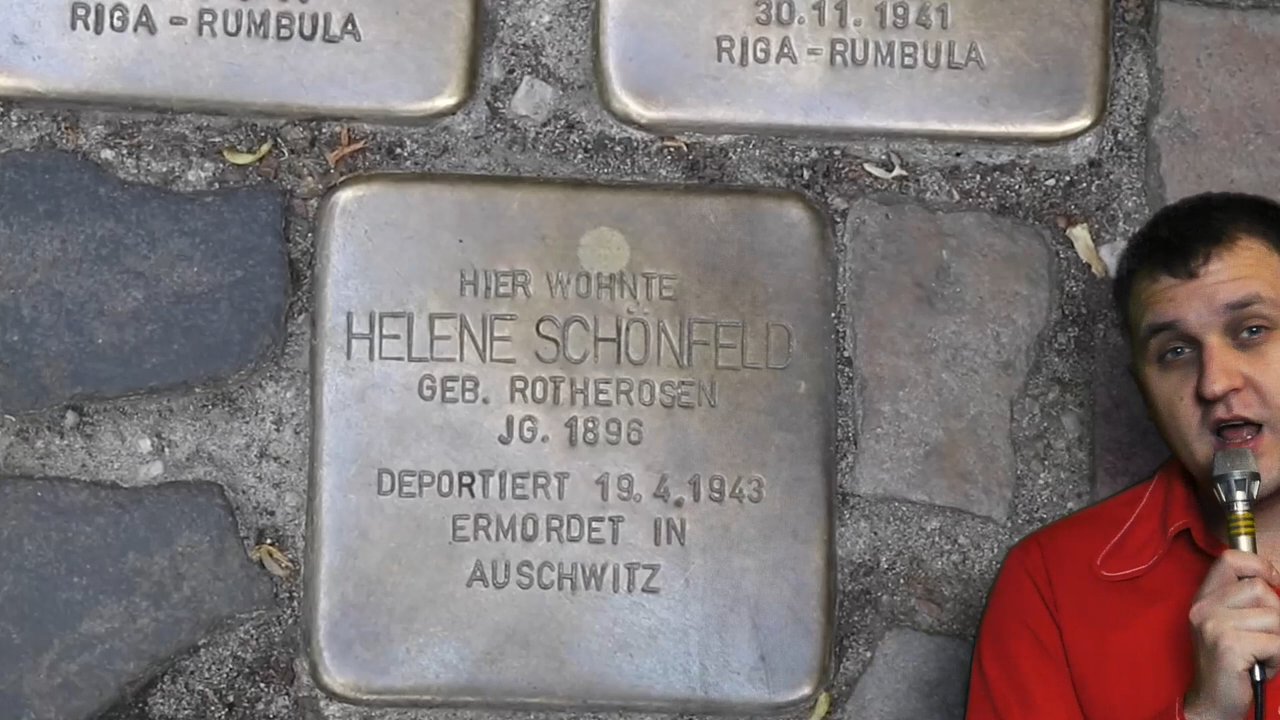 RIGA - RUMBULA
30.11.1941
RIGA - RUMBULA
HIER WOHNTE
HELENE SCHÖNFELD
GEB. ROTHEROSEN
JG. 1896
DEPORTIERT 19.4.1943
ERMORDET IN
AUSCHWITZ